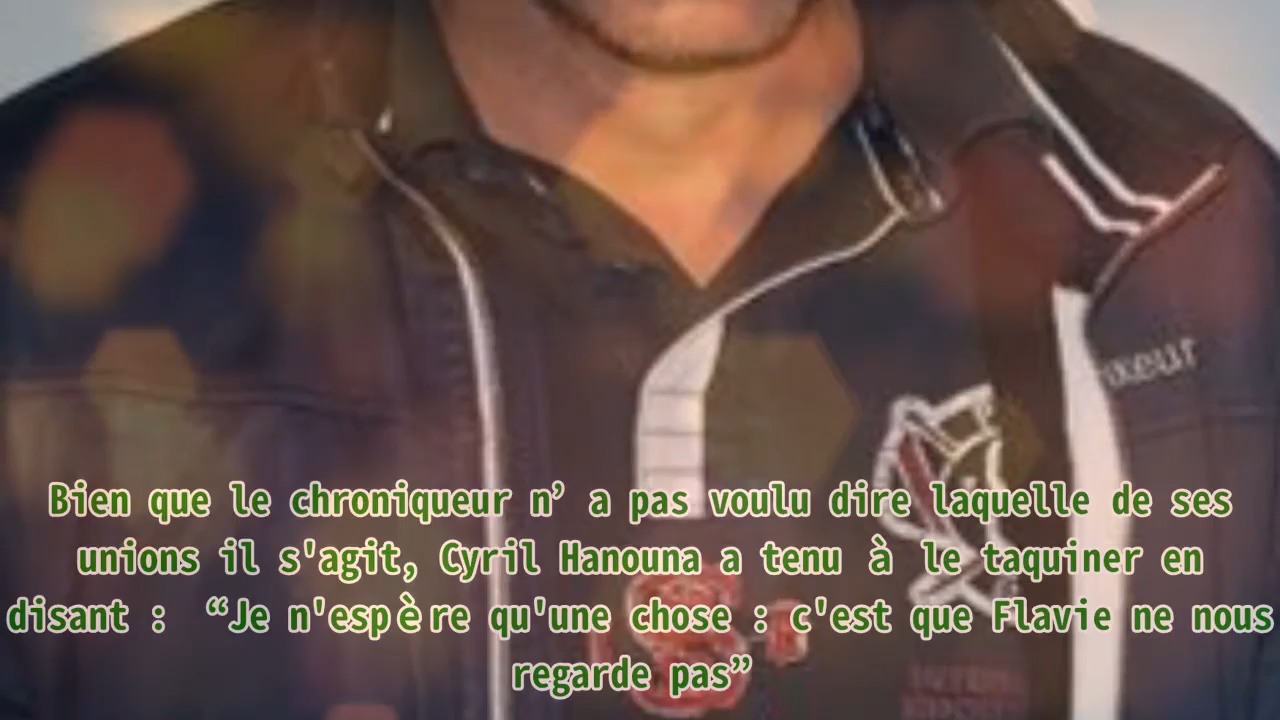 Bien que le chroniqueur n’ a pas voulu dire laquelle de ses
unions il s'agit, Cyril Hanouna a tenu à le taquiner en
disant : “Je n'espère qu'une chose : c'est que Flavie ne nous
regarde pas”